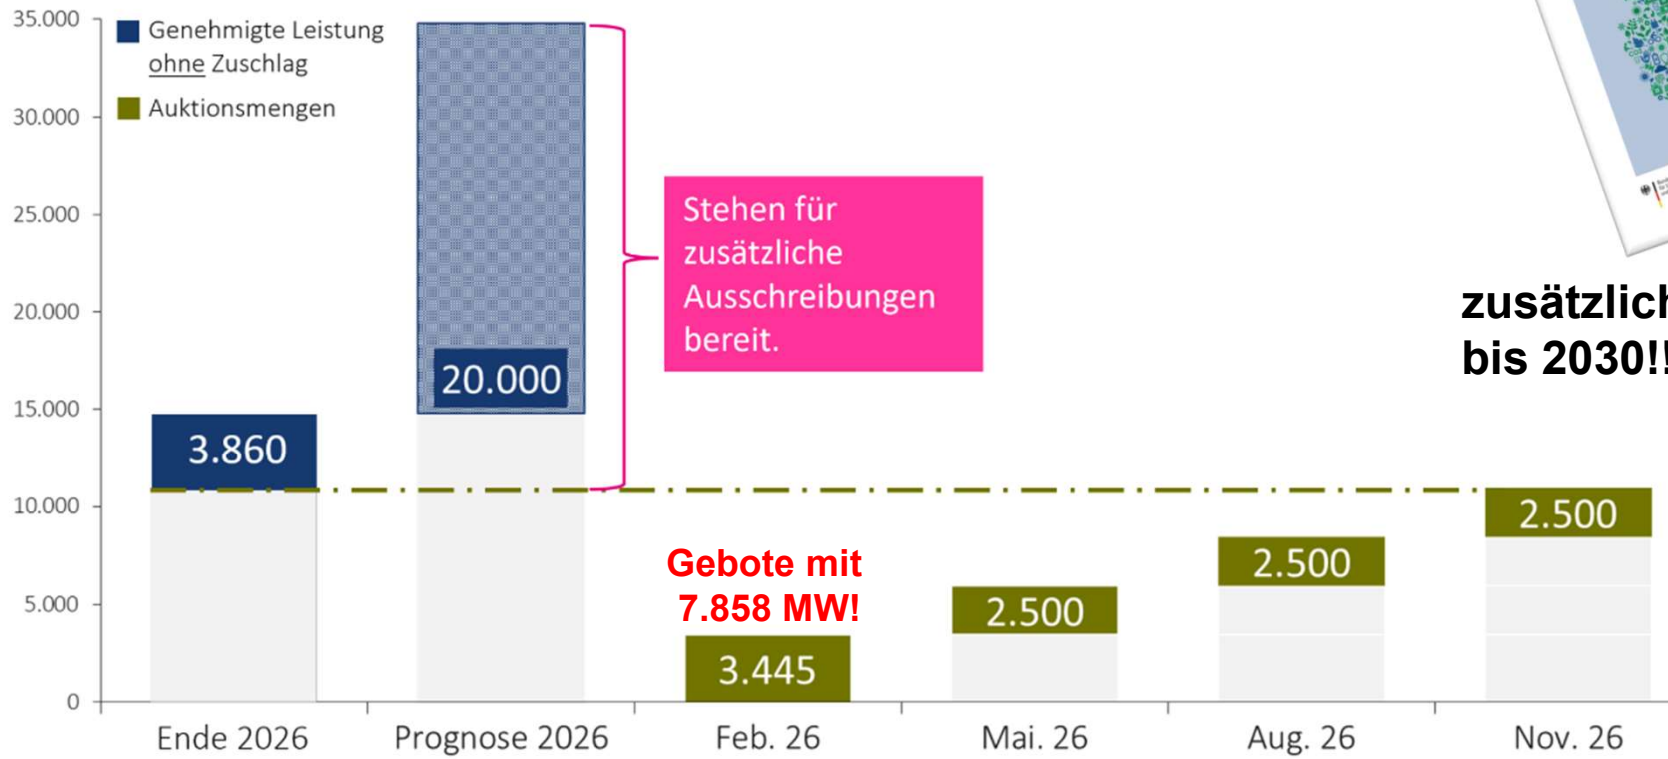 35.000
30.000
25.000
20.000
15.000
10.000
5.000
0
Genehmigte Leistung
ohne Zuschlag
Auktionsmengen
Stehen für
zusätzliche
Ausschreibungen
bereit.
zusätzlich
bis 2030!!
20.000
3.860
Gebote mit
7.858 MW!
3.445
2.500
2.500
2.500
Ende 2026
Prognose 2026
Feb. 26
Mai. 26
Aug. 26
Nov. 26